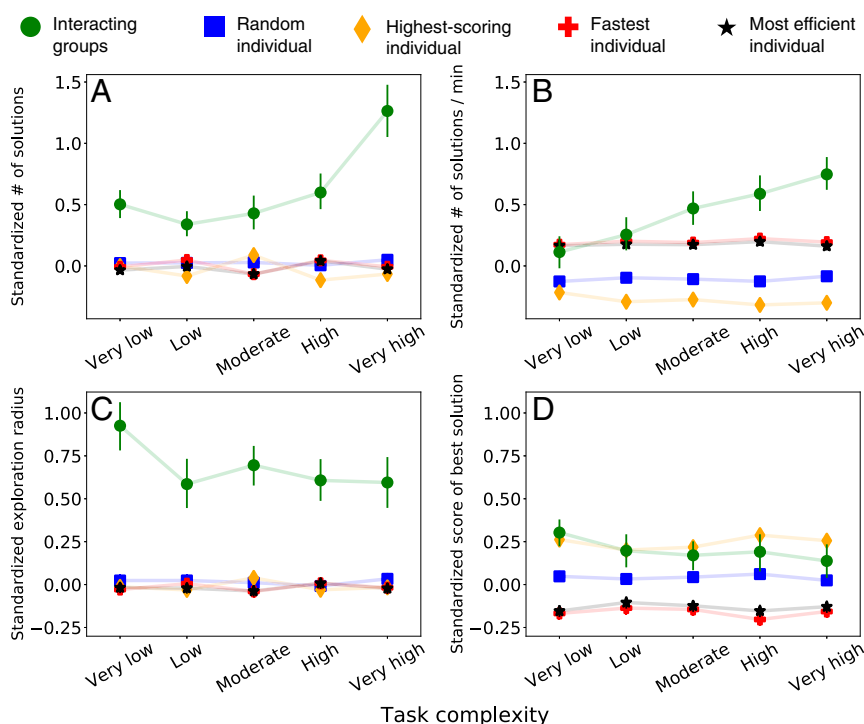 Interacting groups
Random individual
Highest-scoring individual
Fastest individual
Most efficient individual
A
Standardized # of solutions
1.5
1.0
0.5
0.0
Very low
Low
Moderate
High
Very high
B
Standardized # of solutions / min
1.5
1.0
0.5
0.0
Very low
Low
Moderate
High
Very high
C
Standardized exploration radius
1.00
0.75
0.50
0.25
0.00
−0.25
Very low
Low
Moderate
High
Very high
D
Standardized score of best solution
1.00
0.75
0.50
0.25
0.00
−0.25
Very low
Low
Moderate
High
Very high
Task complexity